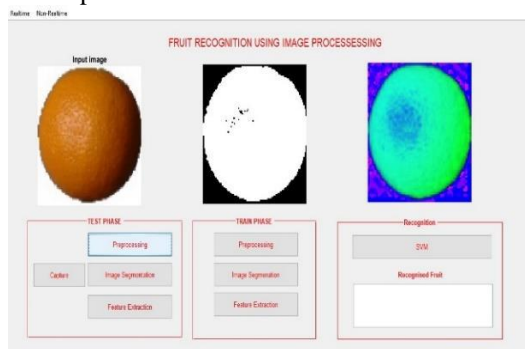 Realtime Non-Realtime
FRUIT RECOGNITION USING IMAGE PROCESSESSING
Input image
TEST PHASE
Preprocessing
Capture
Image Segmentation
Feature Extraction
TRAIN PHASE
Preprocessing
Image Segmentation
Feature Extraction
Recognition
SVM
Recognised Fruit